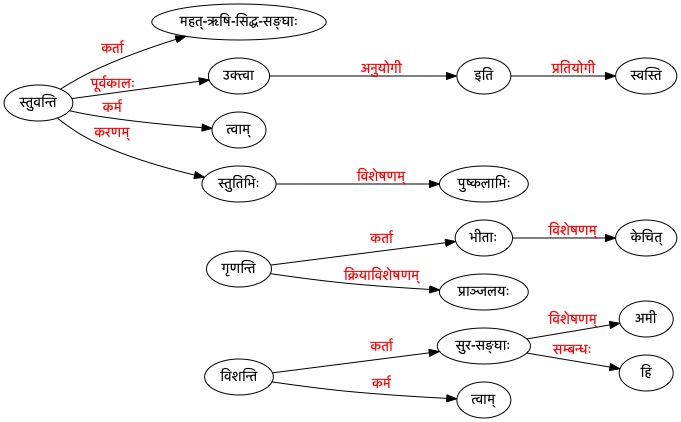 महत्-ऋषि-सिद्ध-सङ्घाः
कर्ता
स्तुवन्ति
पूर्वकालः
उक्त्वा
अनुयोगी
इति
प्रतियोगी
स्वस्ति
कर्म
त्वाम्
करणम्
स्तुतिभिः
विशेषणम्
पुष्कलाभिः
गृणन्ति
कर्ता
भीताः
विशेषणम्
केचित्
क्रियाविशेषणम्
प्राञ्जलयः
विशन्ति
कर्ता
सुर-सङ्घाः
विशेषणम्
अमी
सम्बन्धः
हि
कर्म
त्वाम्